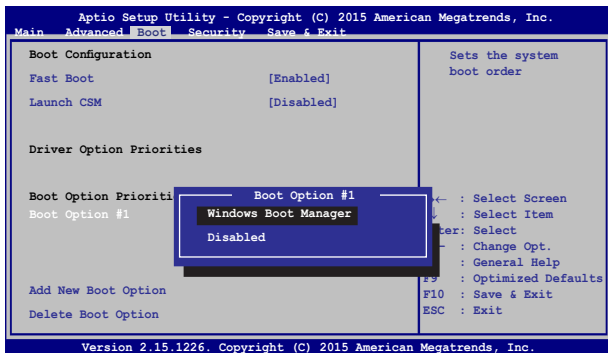 Aptio Setup Utility - Copyright (C) 2015 American Megatrends, Inc.
Main Advanced Boot Security Save & Exit
Boot Configuration
Fast Boot [Enabled]
Launch CSM [Disabled]
Driver Option Priorities
Boot Option Prioriti
Boot Option #1
Add New Boot Option
Delete Boot Option
Boot Option #1
Windows Boot Manager
Disabled
Sets the system
boot order
← : Select Screen
: Select Item
ter: Select
- : Change Opt.
: General Help
F9 : Optimized Defaults
F10 : Save & Exit
ESC : Exit
Version 2.15.1226. Copyright (C) 2015 American Megatrends, Inc.